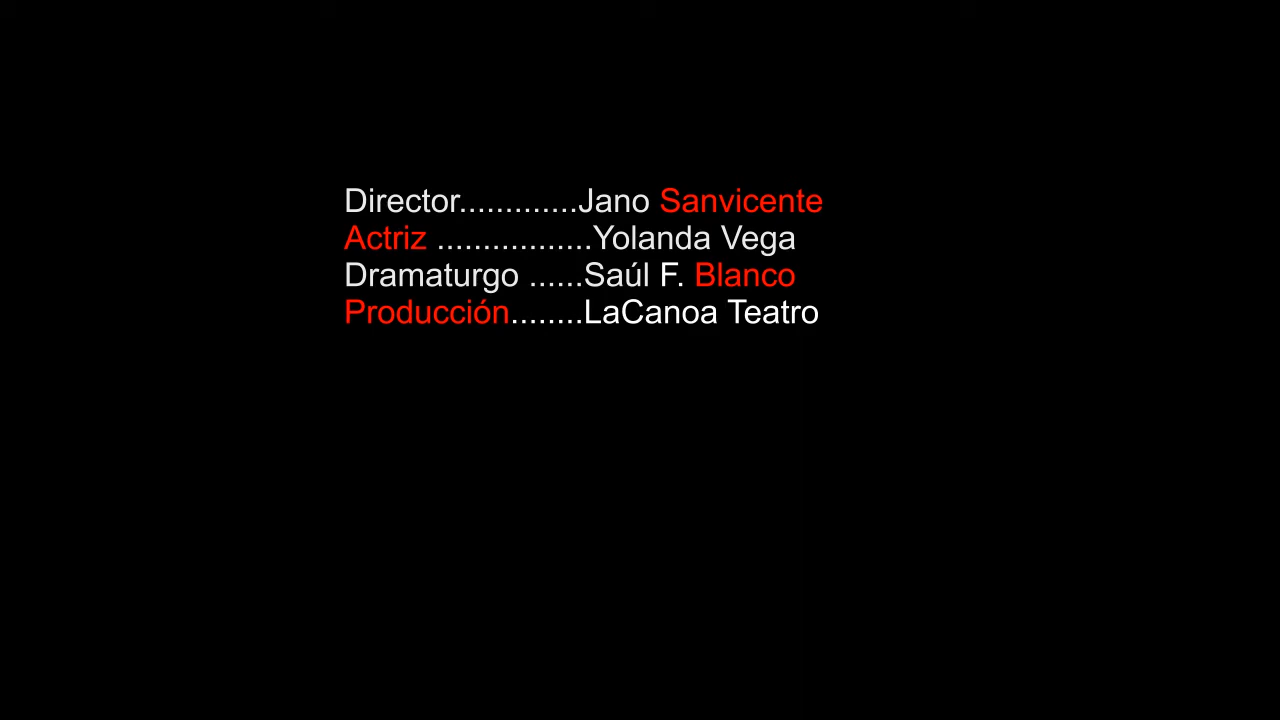 Director.............Jano Sanvicente
Actriz .................Yolanda Vega
Dramaturgo ......Saúl F. Blanco
Producción........LaCanoa Teatro